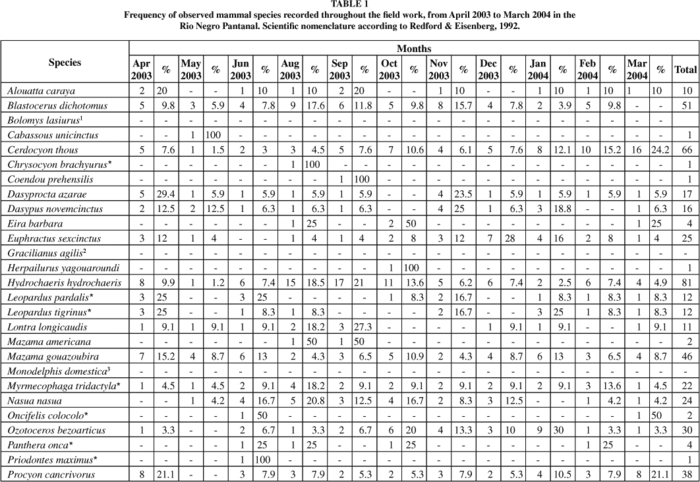 TABLE 1
Frequency of observed mammal species recorded throughout the field work, from April 2003 to March 2004 in the
Rio Negro Pantanal. Scientific nomenclature according to Redford & Eisenberg, 1992.
Species Months
Apr 2003 % May 2003 % Jun 2003 % Aug 2003 % Sep 2003 % Oct 2003 % Nov 2003 % Dec 2003 % Jan 2004 % Feb 2004 % Mar 2004 % Total
Alouatta caraya 2 20 - - 1 10 1 10 2 20 - - 1 10 - - 1 10 1 10 1 10 10
Blastocerus dichotomus 5 9.8 3 5.9 4 7.8 9 17.6 6 11.8 5 9.8 8 15.7 4 7.8 2 3.9 5 9.8 - - 51
Bolomys lasiurus¹ - - - - - - - - - - - - - - - - - - - - - - -
Cabassous unicinctus - - 1 100 - - - - - - - - - - - - - - - - - - 1
Cerdocyon thous 5 7.6 1 1.5 2 3 3 4.5 5 7.6 7 10.6 4 6.1 5 7.6 8 12.1 10 15.2 16 24.2 66
Chrysocyon brachyurus* - - - - - - 1 100 - - - - - - - - - - - - - - 1
Coendou prehensilis - - - - - - - - 1 100 - - - - - - - - - - - - 1
Dasyprocta azarae 5 29.4 1 5.9 1 5.9 1 5.9 1 5.9 - - 4 23.5 1 5.9 1 5.9 1 5.9 1 5.9 17
Dasypus novemcinctus 2 12.5 2 12.5 1 6.3 1 6.3 1 6.3 - - 4 25 1 6.3 3 18.8 - - 1 6.3 16
Eira barbara - - - - - - 1 25 - - 2 50 - - - - - - - - 1 25 4
Euphractus sexcinctus 3 12 1 4 - - 1 4 1 4 2 8 3 12 7 28 4 16 2 8 1 4 25
Gracilianus agilis² - - - - - - - - - - - - - - - - - - - - - - -
Herpailurus yagouaroundi - - - - - - - - - - 1 100 - - - - - - - - - - 1
Hydrochaeris hydrochaeris 8 9.9 1 1.2 6 7.4 15 18.5 17 21 11 13.6 5 6.2 6 7.4 2 2.5 6 7.4 4 4.9 81
Leopardus pardalis* 3 25 - - 3 25 - - - - 1 8.3 2 16.7 - - 1 8.3 1 8.3 1 8.3 12
Leopardus tigrinus* 3 25 - - 1 8.3 1 8.3 - - - - 2 16.7 - - 3 25 1 8.3 1 8.3 12
Lontra longicaudis 1 9.1 1 9.1 1 9.1 2 18.2 3 27.3 - - - - 1 9.1 1 9.1 - - 1 9.1 11
Mazama americana - - - - - - 1 50 1 50 - - - - - - - - - - - - 2
Mazama gouazoubira 7 15.2 4 8.7 6 13 2 4.3 3 6.5 5 10.9 2 4.3 4 8.7 6 13 3 6.5 4 8.7 46
Monodelphis domestica³ - - - - - - - - - - - - - - - - - - - - - - -
Myrmecophaga tridactyla* 1 4.5 1 4.5 2 9.1 4 18.2 2 9.1 2 9.1 2 9.1 2 9.1 2 9.1 3 13.6 1 4.5 22
Nasua nasua - - 1 4.2 4 16.7 5 20.8 3 12.5 4 16.7 2 8.3 3 12.5 - - 1 4.2 1 4.2 24
Oncifelis colocolo* - - - - 1 50 - - - - - - - - - - - - - - 1 50 2
Ozotoceros bezoarticus 1 3.3 - - 2 6.7 1 3.3 2 6.7 6 20 4 13.3 3 10 9 30 1 3.3 1 3.3 30
Panthera onca* - - - - 1 25 1 25 - - 1 25 - - - - - - 1 25 - - 4
Priodontes maximus* - - - - 1 100 - - - - - - - - - - - - - - - - 1
Procyon cancrivorus 8 21.1 - - 3 7.9 3 7.9 2 5.3 2 5.3 3 7.9 2 5.3 4 10.5 3 7.9 8 21.1 38